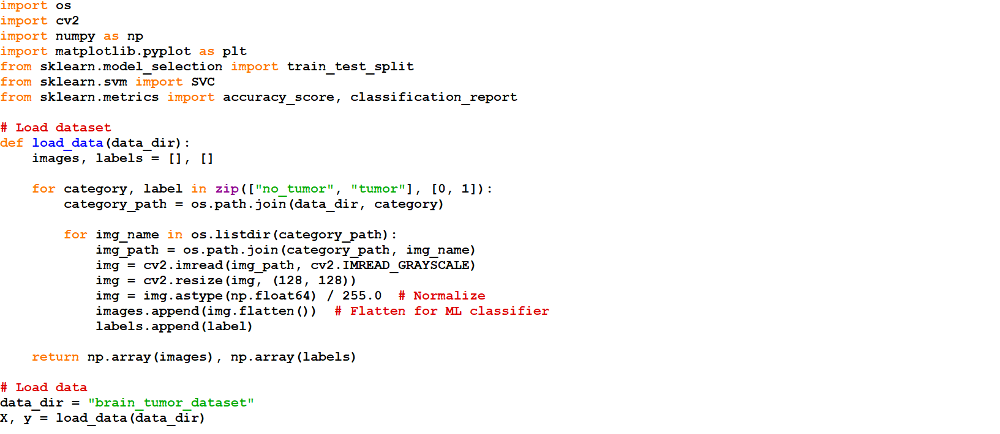 import os
import cv2
import numpy as np
import matplotlib.pyplot as plt
from sklearn.model_selection import train_test_split
from sklearn.svm import SVC
from sklearn.metrics import accuracy_score, classification_report

# Load dataset
def load_data(data_dir):
    images, labels = [], []

    for category, label in zip(["no_tumor", "tumor"], [0, 1]):
        category_path = os.path.join(data_dir, category)

        for img_name in os.listdir(category_path):
            img_path = os.path.join(category_path, img_name)
            img = cv2.imread(img_path, cv2.IMREAD_GRAYSCALE)
            img = cv2.resize(img, (128, 128))
            img = img.astype(np.float64) / 255.0  # Normalize
            images.append(img.flatten())  # Flatten for ML classifier
            labels.append(label)

    return np.array(images), np.array(labels)

# Load data
data_dir = "brain_tumor_dataset"
X, y = load_data(data_dir)